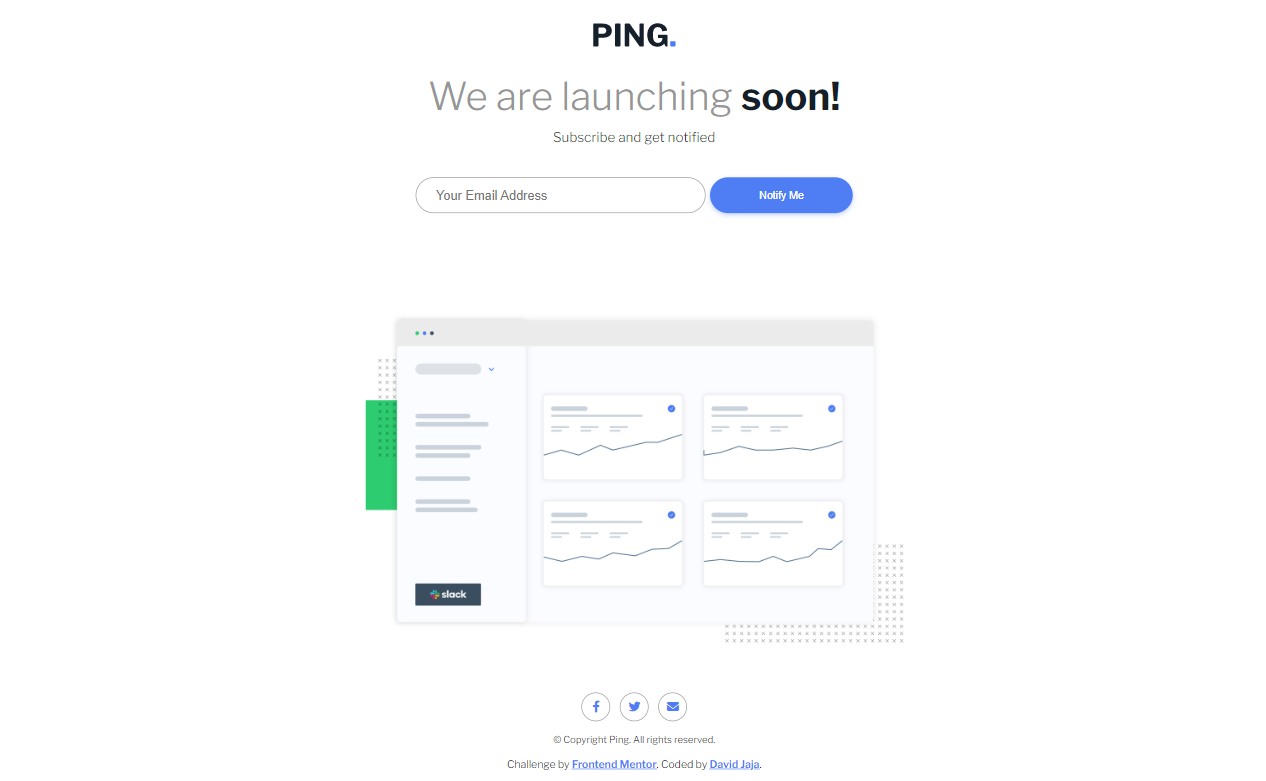 PING.
We are launching soon!
Subscribe and get notified
Your Email Address
Notify Me
slack
© Copyright Ping. All rights reserved.
Challenge by Frontend Mentor. Coded by David Jaja.